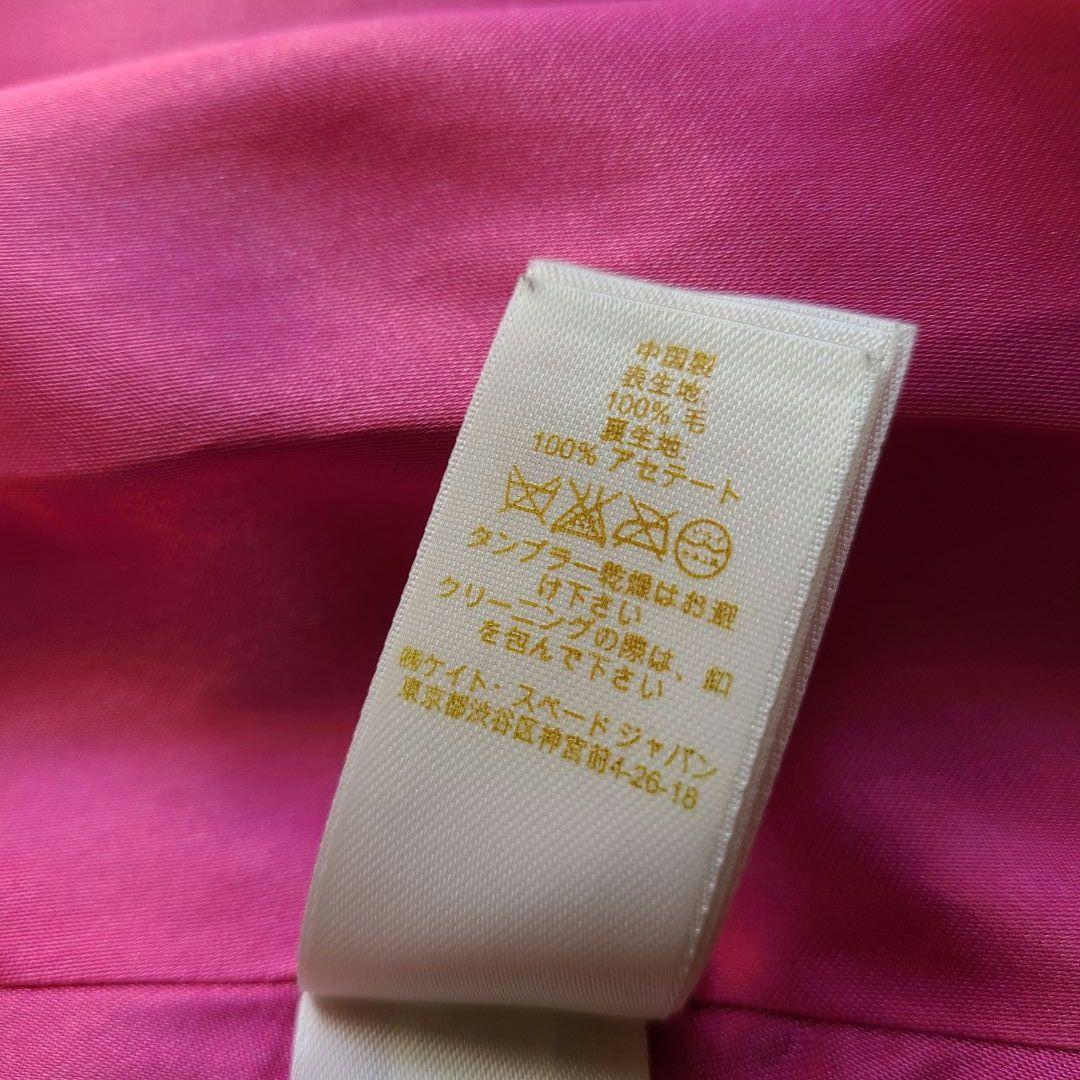 中国製
表生地:
100% 毛
裏生地:
100% アセテート
タンブラー乾燥はお避
け下さい
クリーニングの際は、釦
を包んで下さい
㈱ケイト・スペード ジャパン
東京都渋谷区神宮前4-26-18